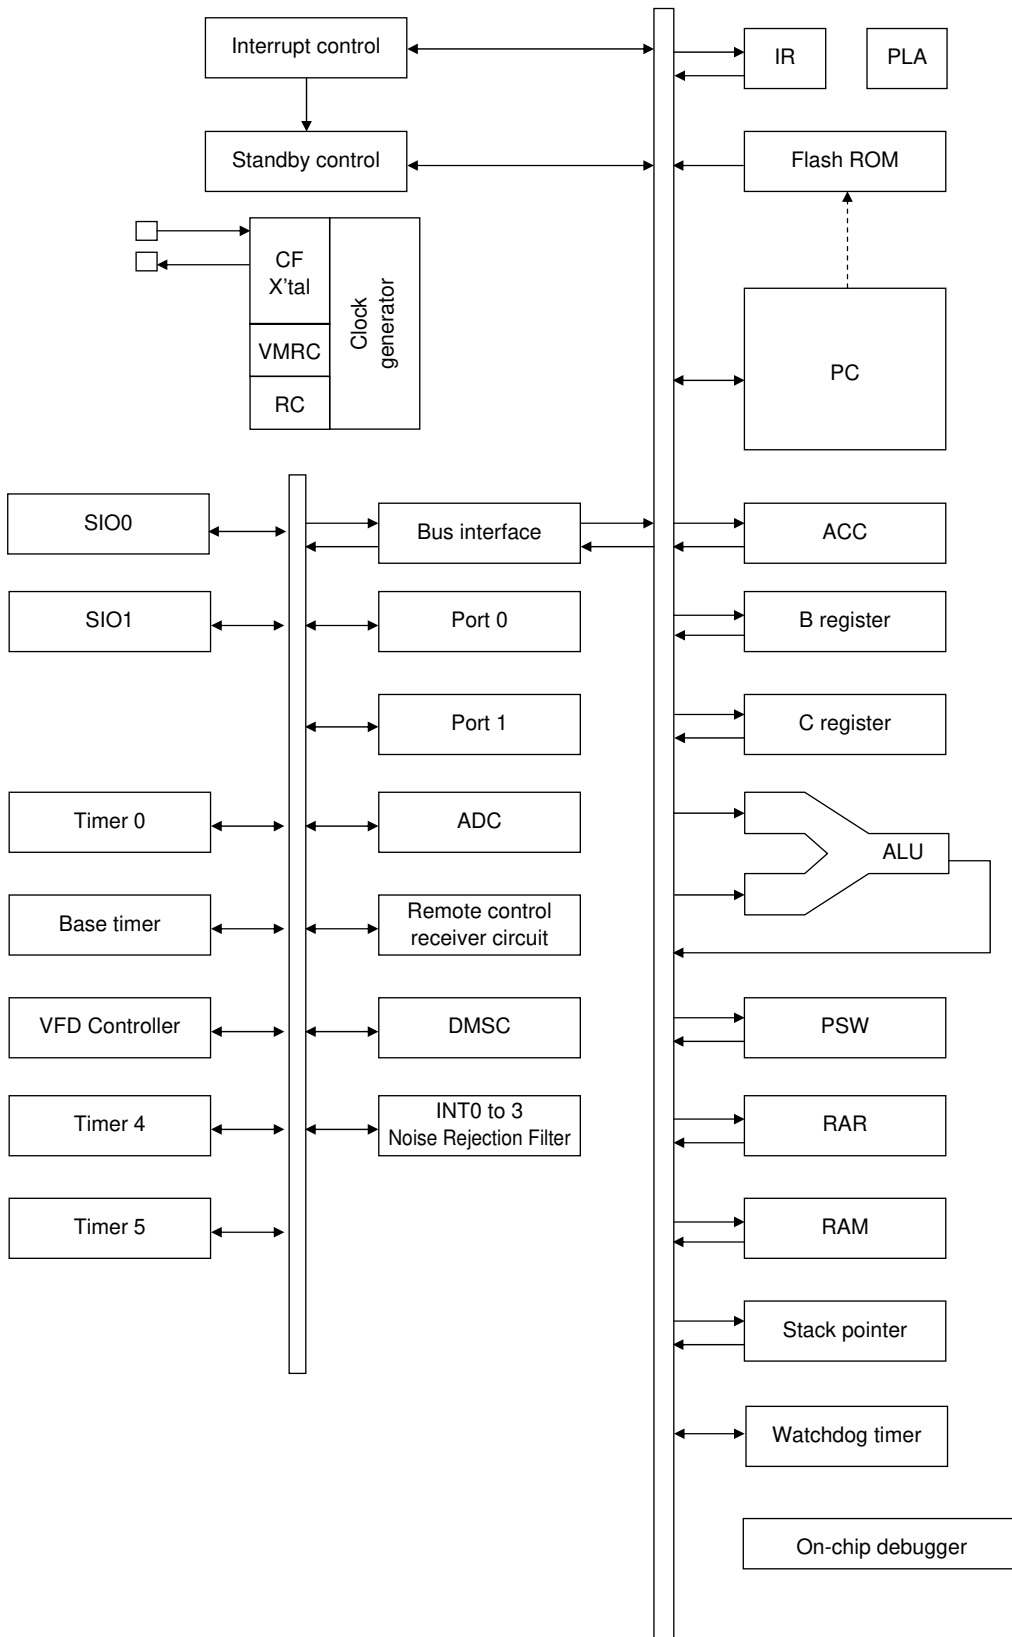 Interrupt control
IR
PLA
Standby control
Flash ROM
CF
X'tal
VMRC
RC
Clock
generator
PC
SIO0
Bus interface
ACC
SIO1
Port 0
B register
Port 1
C register
Timer 0
ADC
ALU
Base timer
Remote control
receiver circuit
VFD Controller
DMSC
PSW
Timer 4
INT0 to 3
Noise Rejection Filter
RAR
Timer 5
RAM
Stack pointer
Watchdog timer
On-chip debugger